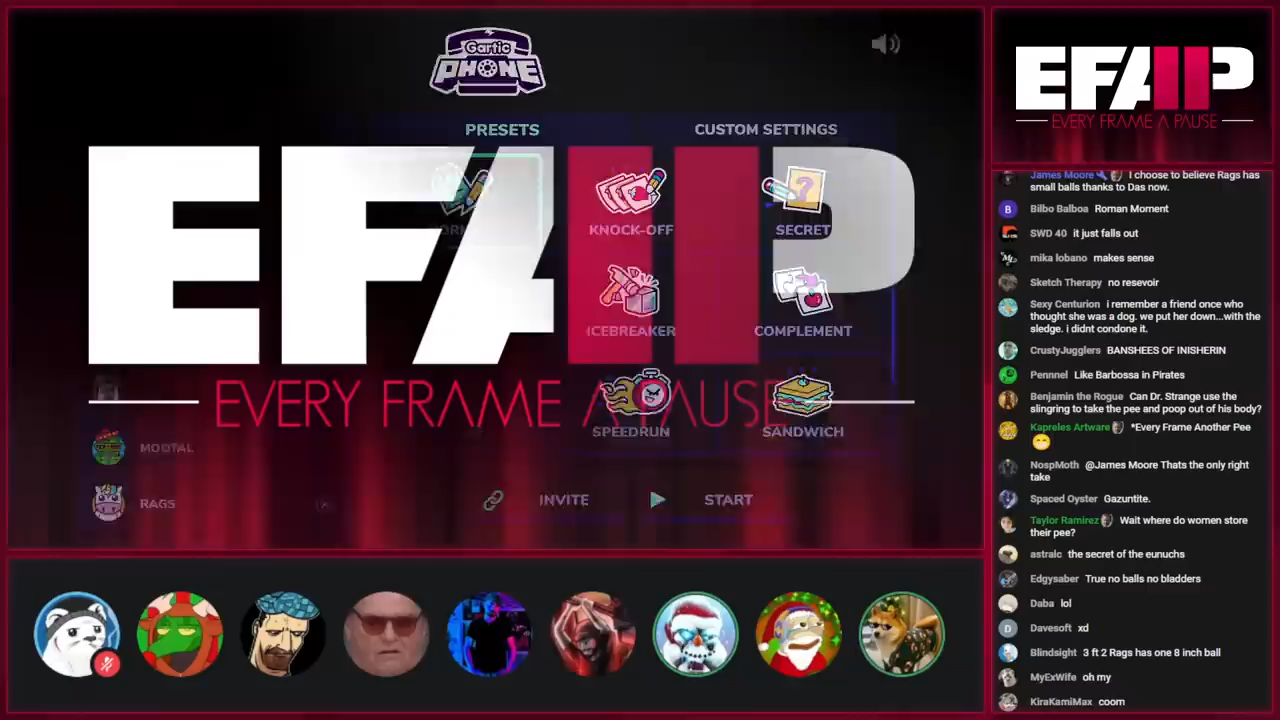 Gartic
PHONE
PRESETS
CUSTOM SETTINGS
KNOCK-OFF
SECRET
ICEBREAKER
COMPLEMENT
SPEEDRUN
SANDWICH
EFAP
EVERY FRAME A PAUSE
MOOTAL
RAGS
INVITE
START
EFAP
EVERY FRAME A PAUSE
James Moore I choose to believe Rags has
small balls thanks to Das now.
B
Bilbo Balboa Roman Moment
SWD 40 it just falls out
mika lobano makes sense
Sketch Therapy no resevoir
Sexy Centurion i remember a friend once who
thought she was a dog. we put her down...with the
sledge. i didnt condone it.
CrustyJugglers BANSHEES OF INISHERIN
Pennnel Like Barbossa in Pirates
Benjamin the Rogue Can Dr. Strange use the
slingring to take the pee and poop out of his body?
Kapreles Artware *Every Frame Another Pee
NospMoth @James Moore Thats the only right
take
Spaced Oyster Gazuntite.
Taylor Ramirez Wait where do women store
their pee?
astralc the secret of the eunuchs
Edgysaber True no balls no bladders
Daba lol
D
Davesoft xd
Blindsight 3 ft 2 Rags has one 8 inch ball
MyExWife oh my
KiraKamiMax coom